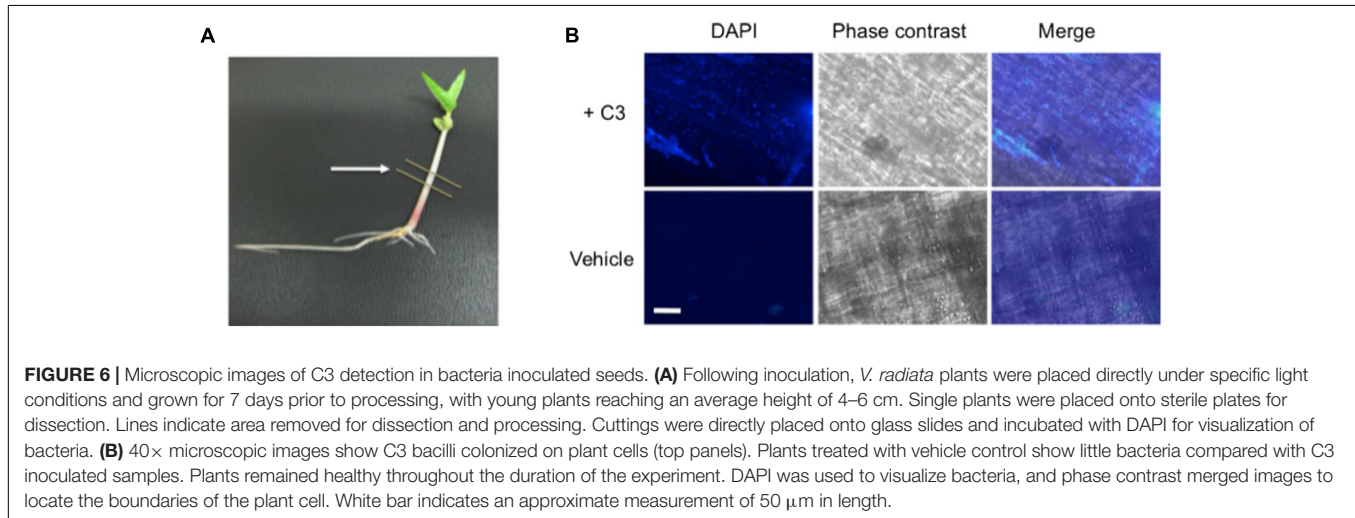 A
B
DAPI Phase contrast Merge
+ C3
Vehicle
FIGURE 6 | Microscopic images of C3 detection in bacteria inoculated seeds. (A) Following inoculation, V. radiata plants were placed directly under specific light
conditions and grown for 7 days prior to processing, with young plants reaching an average height of 4–6 cm. Single plants were placed onto sterile plates for
dissection. Lines indicate area removed for dissection and processing. Cuttings were directly placed onto glass slides and incubated with DAPI for visualization of
bacteria. (B) 40× microscopic images show C3 bacilli colonized on plant cells (top panels). Plants treated with vehicle control show little bacteria compared with C3
inoculated samples. Plants remained healthy throughout the duration of the experiment. DAPI was used to visualize bacteria, and phase contrast merged images to
locate the boundaries of the plant cell. White bar indicates an approximate measurement of 50 μm in length.